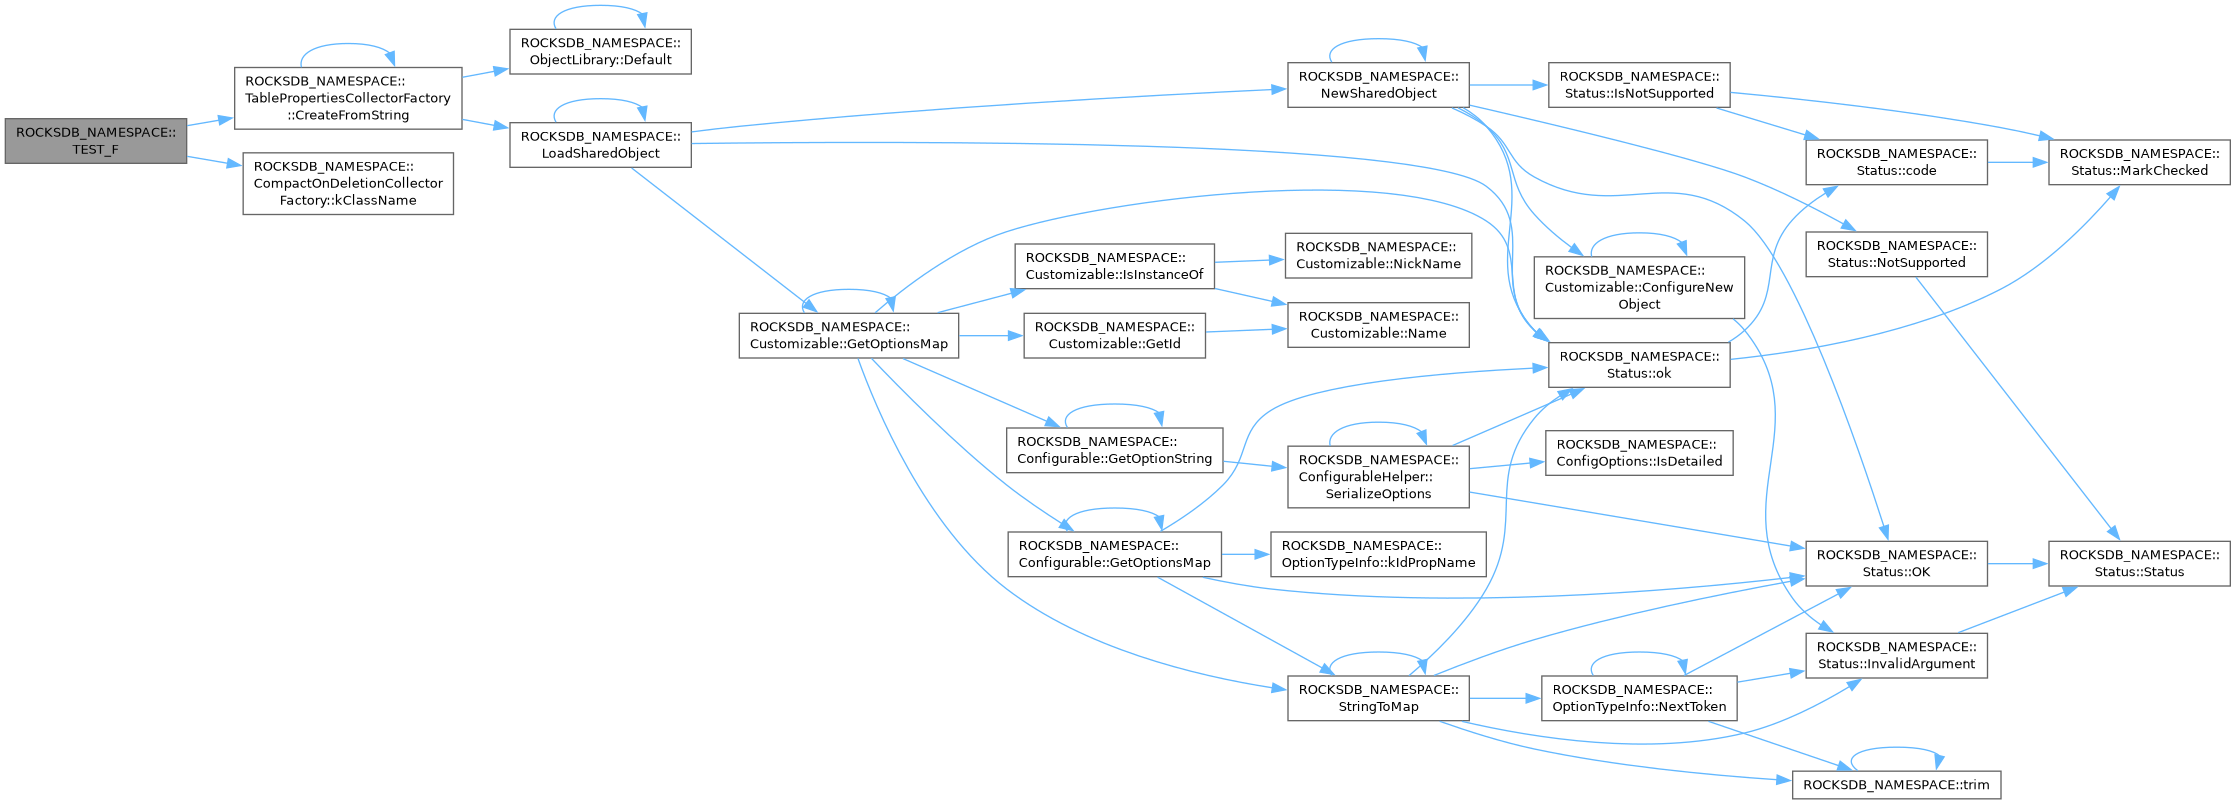 ROCKSDB_NAMESPACE::
TEST_F
ROCKSDB_NAMESPACE::
TablePropertiesCollectorFactory
::CreateFromString
ROCKSDB_NAMESPACE::
CompactOnDeletionCollector
Factory::kClassName
ROCKSDB_NAMESPACE::
ObjectLibrary::Default
ROCKSDB_NAMESPACE::
LoadSharedObject
ROCKSDB_NAMESPACE::
Customizable::GetOptionsMap
ROCKSDB_NAMESPACE::
Customizable::IsInstanceOf
ROCKSDB_NAMESPACE::
Customizable::GetId
ROCKSDB_NAMESPACE::
Configurable::GetOptionString
ROCKSDB_NAMESPACE::
Configurable::GetOptionsMap
ROCKSDB_NAMESPACE::
NewSharedObject
ROCKSDB_NAMESPACE::
Customizable::NickName
ROCKSDB_NAMESPACE::
Customizable::Name
ROCKSDB_NAMESPACE::
ConfigurableHelper::
SerializeOptions
ROCKSDB_NAMESPACE::
OptionTypeInfo::kIdPropName
ROCKSDB_NAMESPACE::
StringToMap
ROCKSDB_NAMESPACE::
Status::IsNotSupported
ROCKSDB_NAMESPACE::
Customizable::ConfigureNew
Object
ROCKSDB_NAMESPACE::
Status::ok
ROCKSDB_NAMESPACE::
ConfigOptions::IsDetailed
ROCKSDB_NAMESPACE::
OptionTypeInfo::NextToken
ROCKSDB_NAMESPACE::
Status::code
ROCKSDB_NAMESPACE::
Status::NotSupported
ROCKSDB_NAMESPACE::
Status::OK
ROCKSDB_NAMESPACE::
Status::InvalidArgument
ROCKSDB_NAMESPACE::trim
ROCKSDB_NAMESPACE::
Status::MarkChecked
ROCKSDB_NAMESPACE::
Status::Status